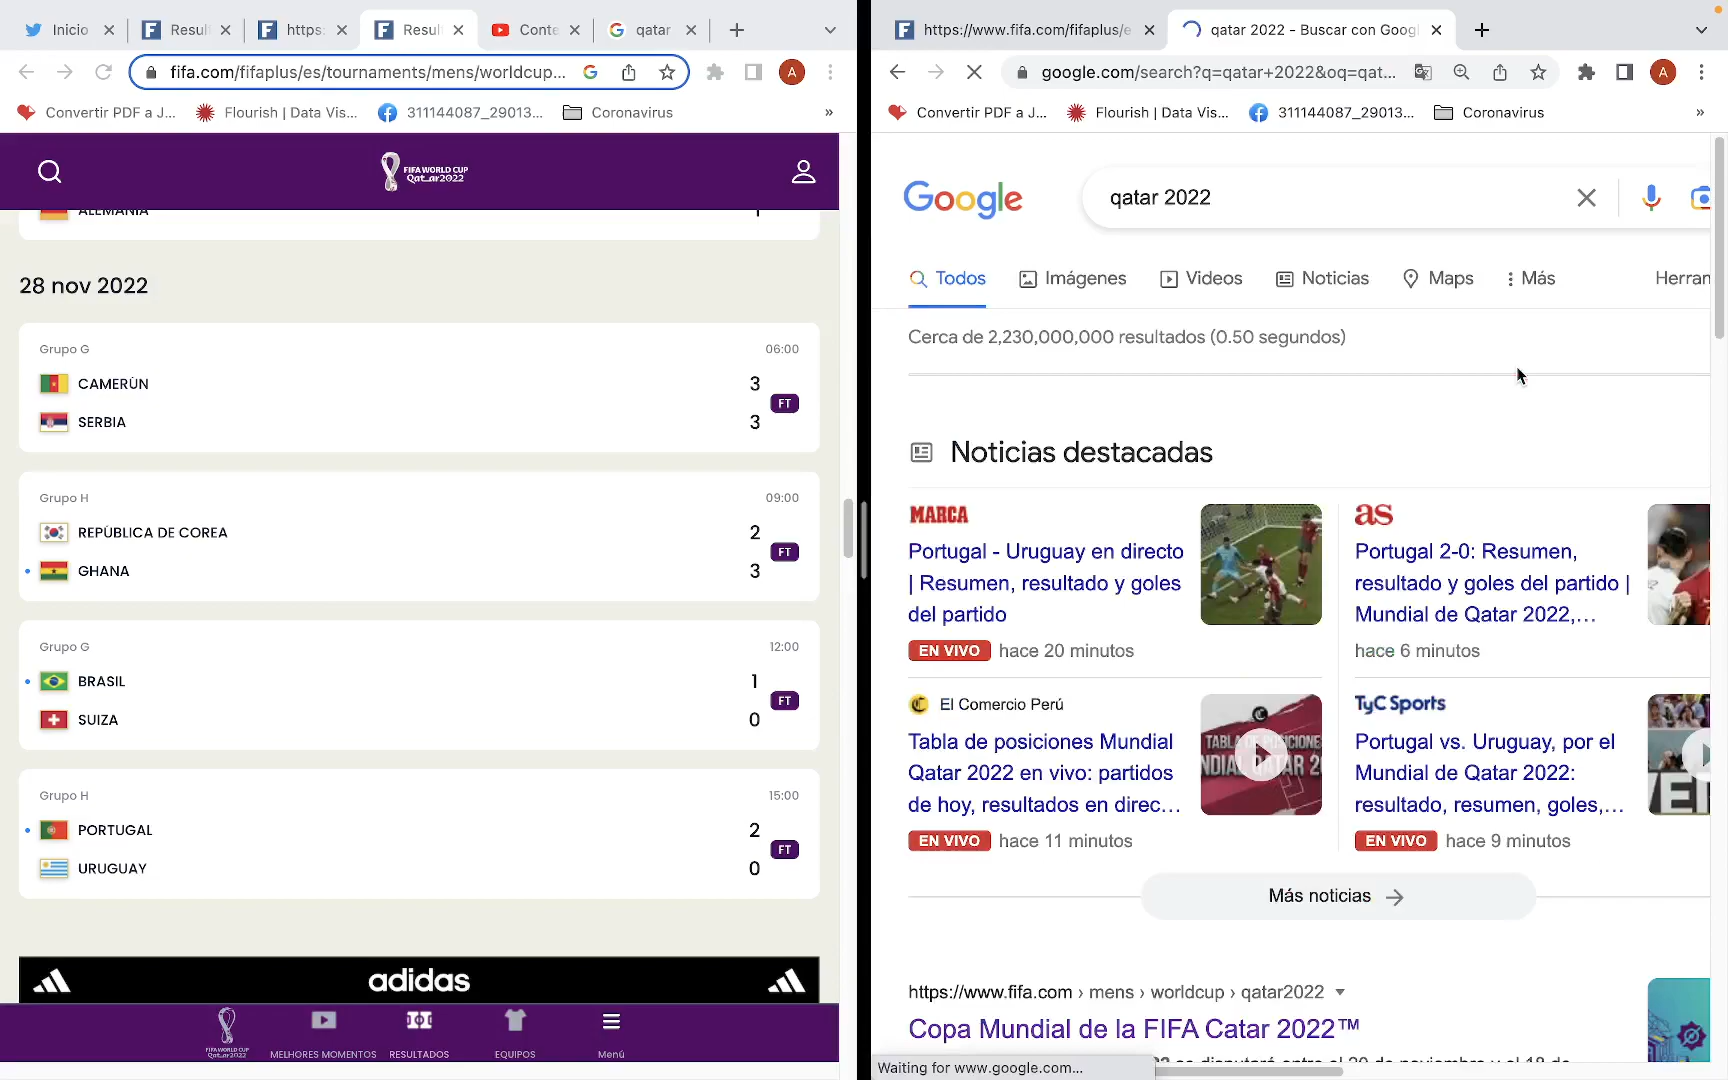 Inicio
Resul
https:
Resul
Conte
qatar
fifa.com/fifaplus/es/tournaments/mens/worldcup...
A
Convertir PDF a J...
Flourish | Data Vis...
311144087_29013...
Coronavirus
»
FIFA WORLD CUP
Qatar2022
ALEMANIA
1
28 nov 2022
Grupo G
06:00
CAMERÚN
3
FT
SERBIA
3
Grupo H
09:00
REPÚBLICA DE COREA
2
FT
GHANA
3
Grupo G
12:00
BRASIL
1
FT
SUIZA
0
Grupo H
15:00
PORTUGAL
2
FT
URUGUAY
0
adidas
FIFA WORLD CUP
Qatar2022
MELHORES MOMENTOS
RESULTADOS
EQUIPOS
Menú
https://www.fifa.com/fifaplus/e
qatar 2022 - Buscar con Googl
google.com/search?q=qatar+2022&oq=qat...
A
Convertir PDF a J...
Flourish | Data Vis...
311144087_29013...
Coronavirus
»
Google
qatar 2022
Todos
Imágenes
Videos
Noticias
Maps
Más
Herran
Cerca de 2,230,000,000 resultados (0.50 segundos)
Noticias destacadas
MARCA
Portugal - Uruguay en directo
| Resumen, resultado y goles
del partido
EN VIVO hace 20 minutos
as
Portugal 2-0: Resumen,
resultado y goles del partido |
Mundial de Qatar 2022,...
hace 6 minutos
El Comercio Perú
Tabla de posiciones Mundial
Qatar 2022 en vivo: partidos
de hoy, resultados en direc...
EN VIVO hace 11 minutos
TyC Sports
Portugal vs. Uruguay, por el
Mundial de Qatar 2022:
resultado, resumen, goles,...
EN VIVO hace 9 minutos
Más noticias
https://www.fifa.com › mens › worldcup › qatar2022
Copa Mundial de la FIFA Catar 2022™
Waiting for www.google.com...